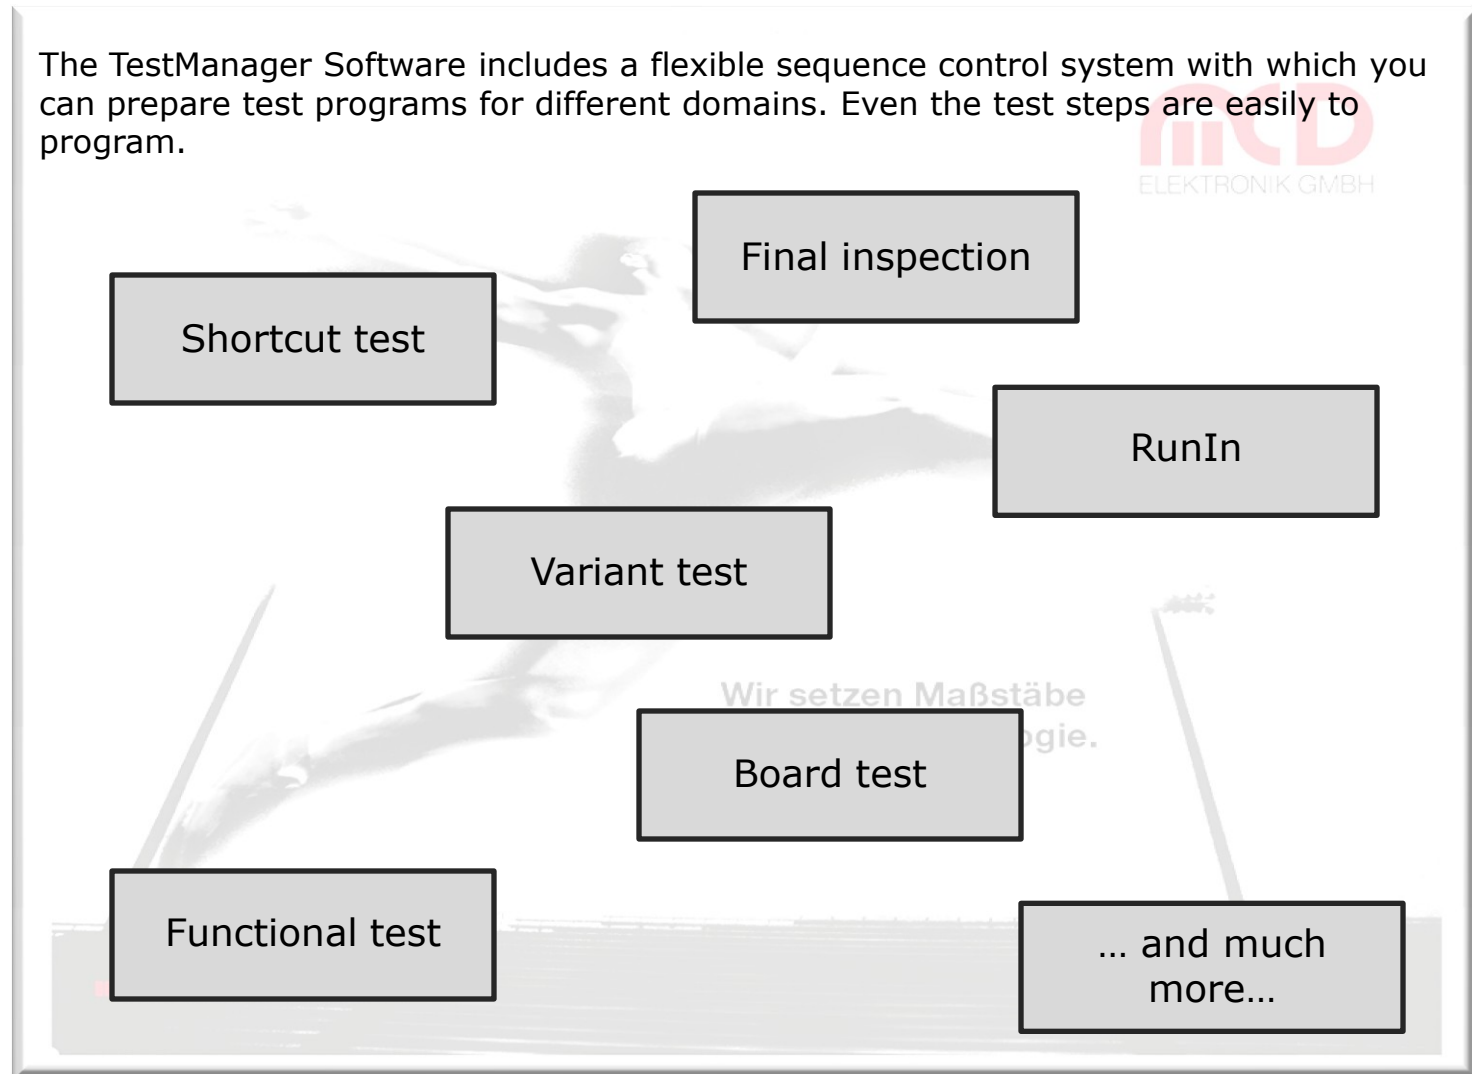 The TestManager Software includes a flexible sequence control system with which you
can prepare test programs for different domains. Even the test steps are easily to
program.
MCD
ELEKTRONIK GMBH
Final inspection
Shortcut test
RunIn
Variant test
Wir setzen Maßstäbe
Board test
Functional test
… and much
more…